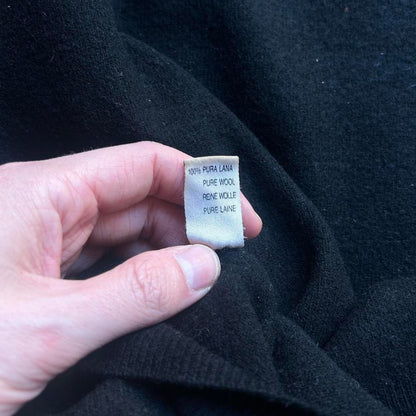 100% PURA LANA
PURE WOOL
REINE WOLLE
PURE LAINE